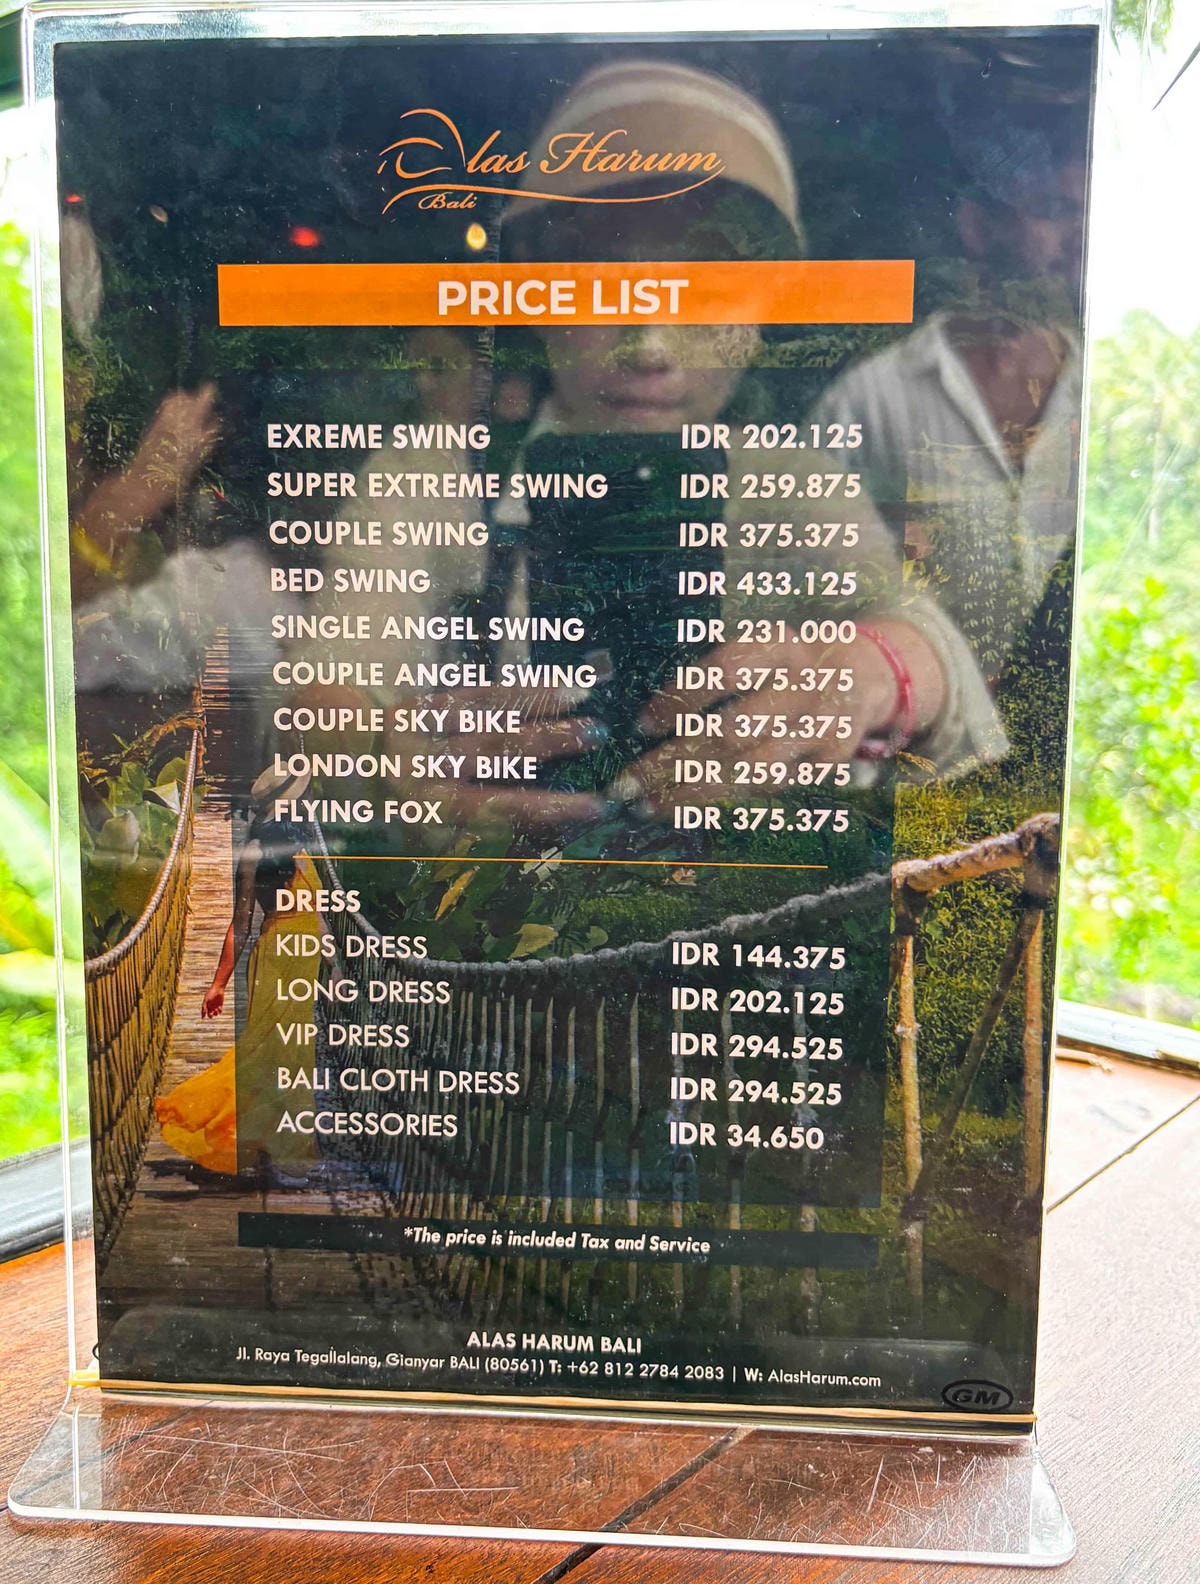 Alas Harum
Bali
PRICE LIST
EXREME SWING IDR 202.125
SUPER EXTREME SWING IDR 259.875
COUPLE SWING IDR 375.375
BED SWING IDR 433.125
SINGLE ANGEL SWING IDR 231.000
COUPLE ANGEL SWING IDR 375.375
COUPLE SKY BIKE IDR 375.375
LONDON SKY BIKE IDR 259.875
FLYING FOX IDR 375.375
DRESS
KIDS DRESS IDR 144.375
LONG DRESS IDR 202.125
VIP DRESS IDR 294.525
BALI CLOTH DRESS IDR 294.525
ACCESSORIES IDR 34.650
*The price is included Tax and Service
ALAS HARUM BALI
Jl. Raya Tegallalang, Gianyar BALI (80561) T: +62 812 2784 2083 | W: AlasHarum.com
GM